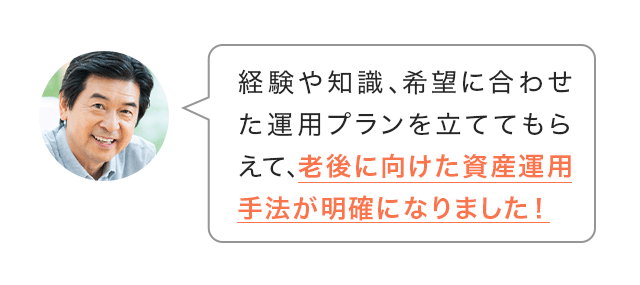 経験や知識、希望に合わせ
た運用プランを立ててもら
えて、老後に向けた資産運用
手法が明確になりました！